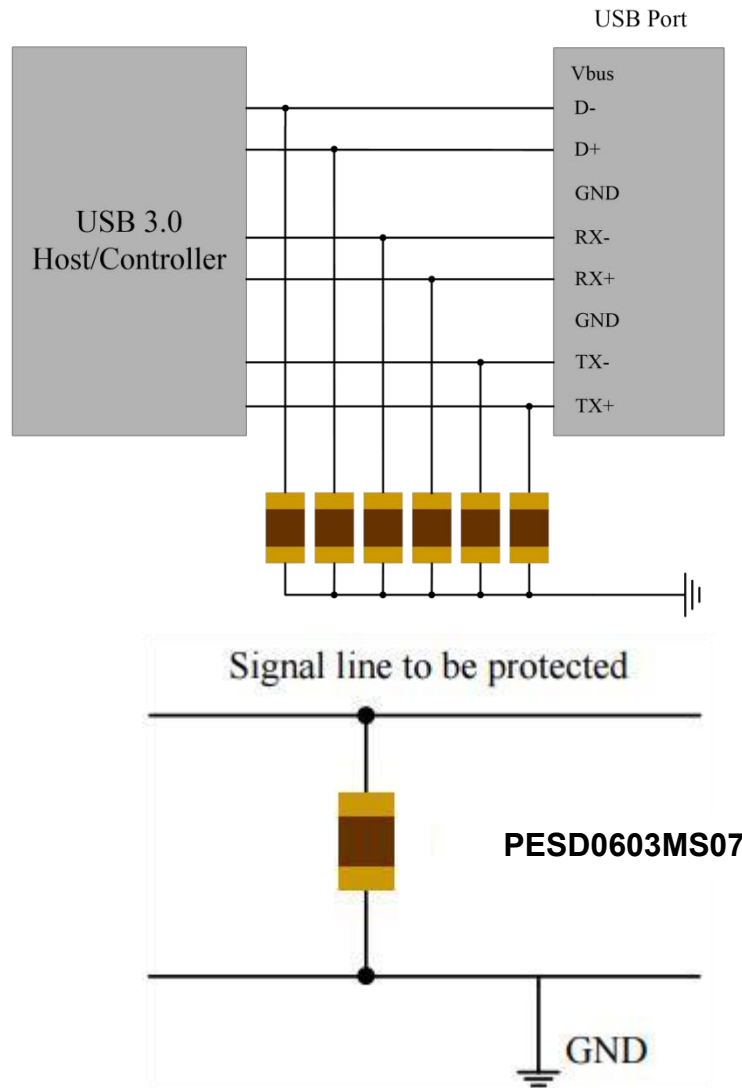 USB Port
Vbus
D-
D+
GND
USB 3.0
Host/Controller
RX-
RX+
GND
TX-
TX+
Signal line to be protected
PESD0603MS07
GND